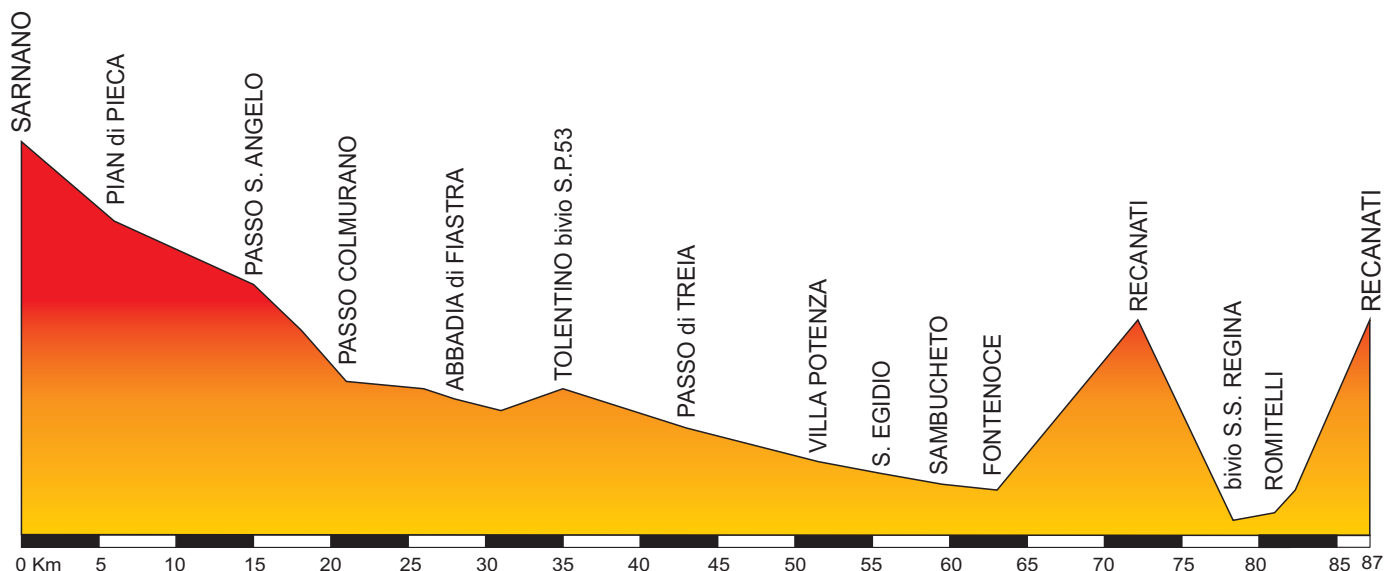 SARNANO
PIAN di PIECA
PASSO S. ANGELO
PASSO COLMURANO
ABBADIA di FIASTRA
TOLENTINO bivio S.P.53
PASSO di TREIA
VILLA POTENZA
S. EGIDIO
SAMBUCHETO
FONTENOCE
RECANATI
bivio S.S. REGINA
ROMITELLI
RECANATI
0 Km 5 10 15 20 25 30 35 40 45 50 55 60 65 70 75 80 85 87